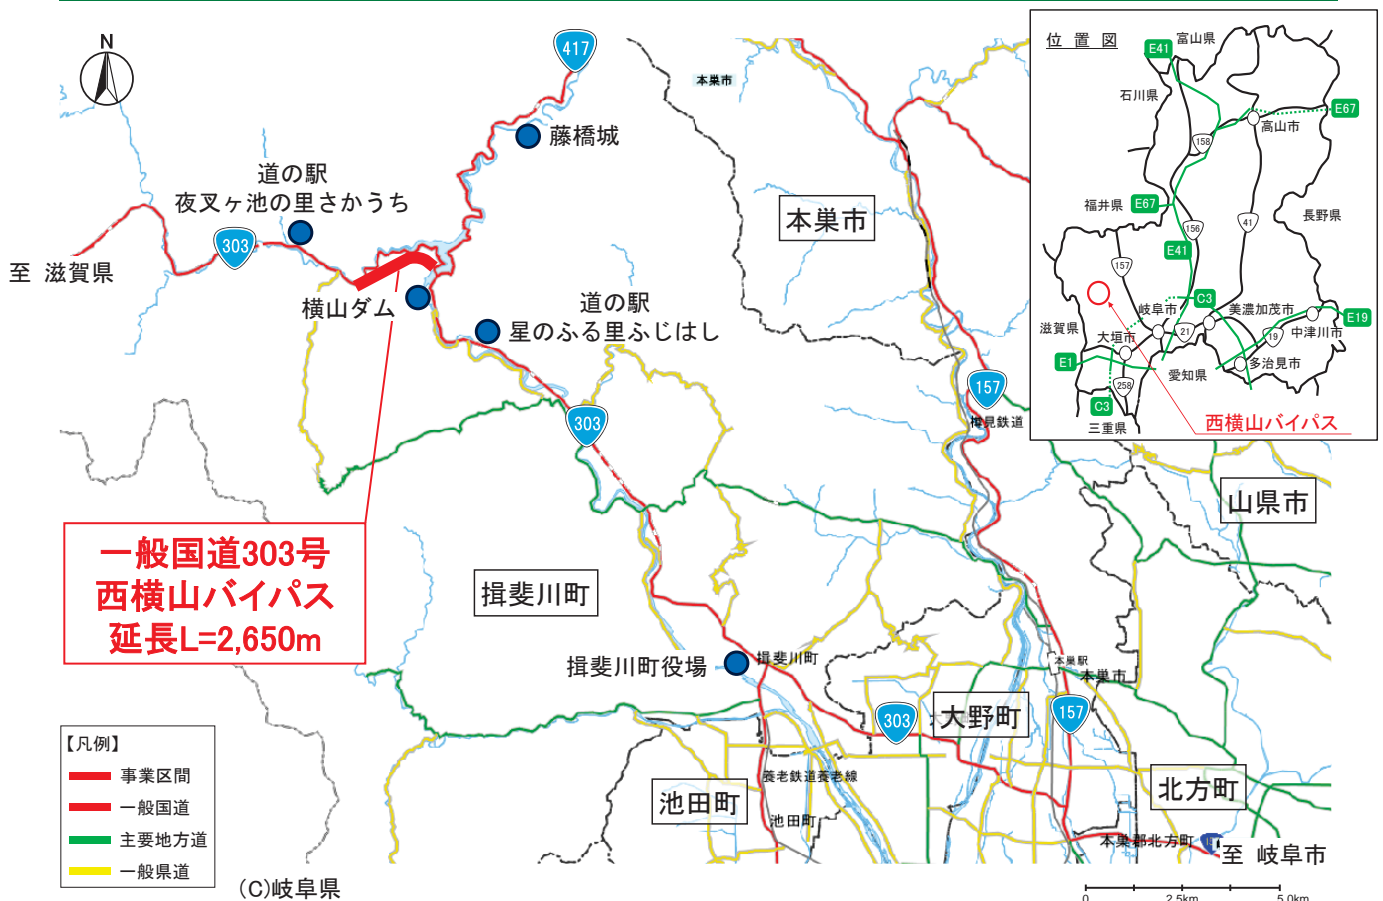 N
417
本巣市
藤橋城
道の駅
夜叉ヶ池の里さかうち
303
至 滋賀県
横山ダム
道の駅
星のふる里ふじはし
本巣市
157
樽見鉄道
303
一般国道303号
西横山バイパス
延長L=2,650m
揖斐川町
山県市
揖斐川町役場
揖斐川町
本巣駅
本巣市
303
大野町
157
養老鉄道養老線
池田町
池田町
北方町
本巣郡北方町
至 岐阜市
【凡例】
事業区間
一般国道
主要地方道
一般県道
(C)岐阜県
0
2.5km
5.0km
位置図
富山県
E41
石川県
E67
高山市
158
福井県
E67
長野県
156
41
E41
157
C3
岐阜市
美濃加茂市
滋賀県
大垣市
21
19
中津川市
E19
E1
愛知県
多治見市
258
C3
三重県
西横山バイパス